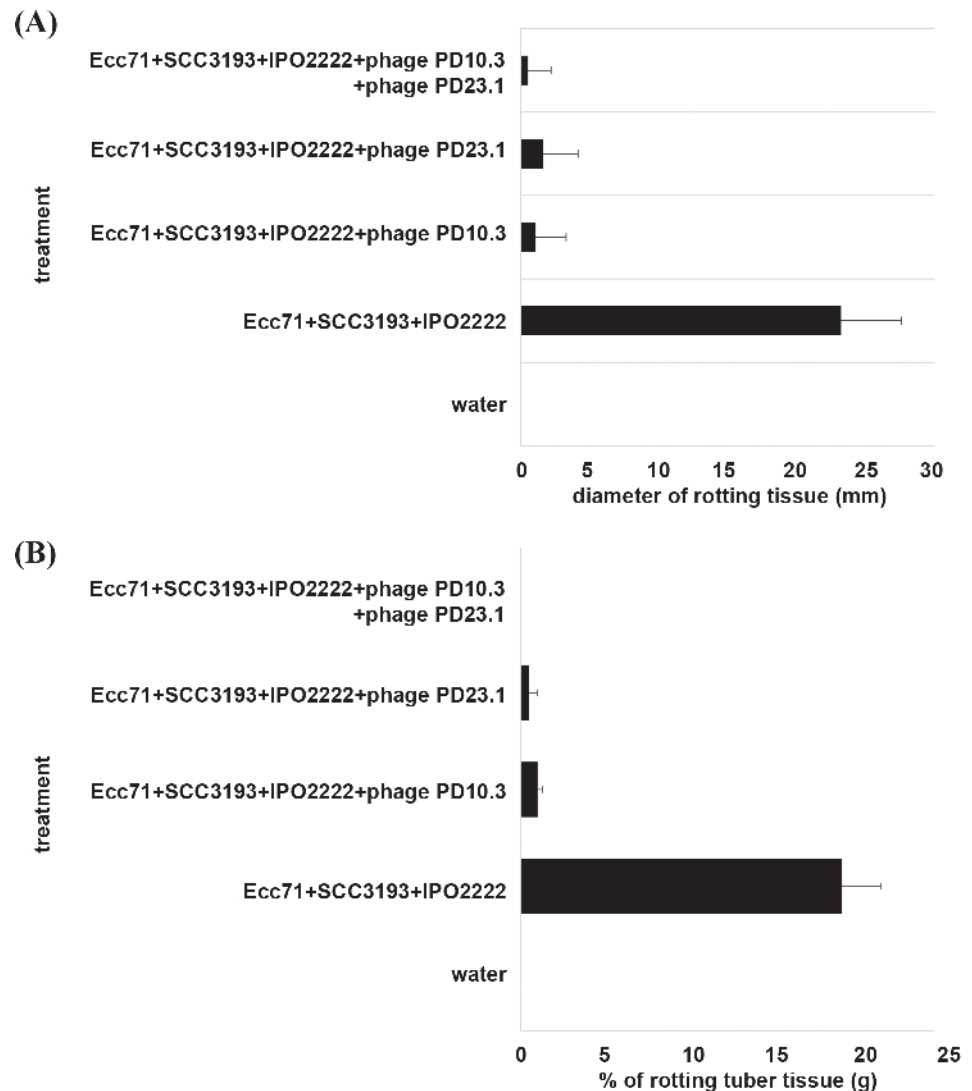 (A)
Ecc71+SCC3193+IPO2222+phage PD10.3
+phage PD23.1
Ecc71+SCC3193+IPO2222+phage PD23.1
treatment
Ecc71+SCC3193+IPO2222+phage PD10.3
Ecc71+SCC3193+IPO2222
water
0 5 10 15 20 25 30
diameter of rotting tissue (mm)
(B)
Ecc71+SCC3193+IPO2222+phage PD10.3
+phage PD23.1
Ecc71+SCC3193+IPO2222+phage PD23.1
treatment
Ecc71+SCC3193+IPO2222+phage PD10.3
Ecc71+SCC3193+IPO2222
water
0 5 10 15 20 25
% of rotting tuber tissue (g)